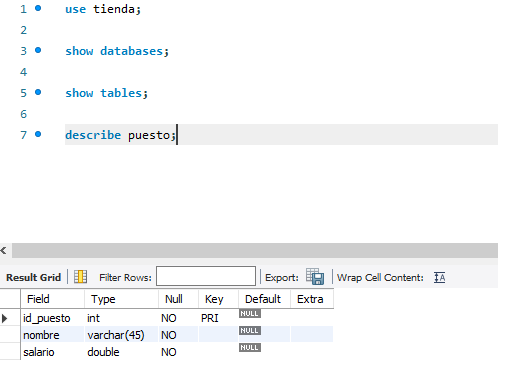 1 use tienda;
2
3 show databases;
4
5 show tables;
6
7 describe puesto;
Result Grid Filter Rows: Export: Wrap Cell Content: IA
Field Type Null Key Default Extra
id_puesto int NO PRI NULL
nombre varchar(45) NO NULL
salario double NO NULL